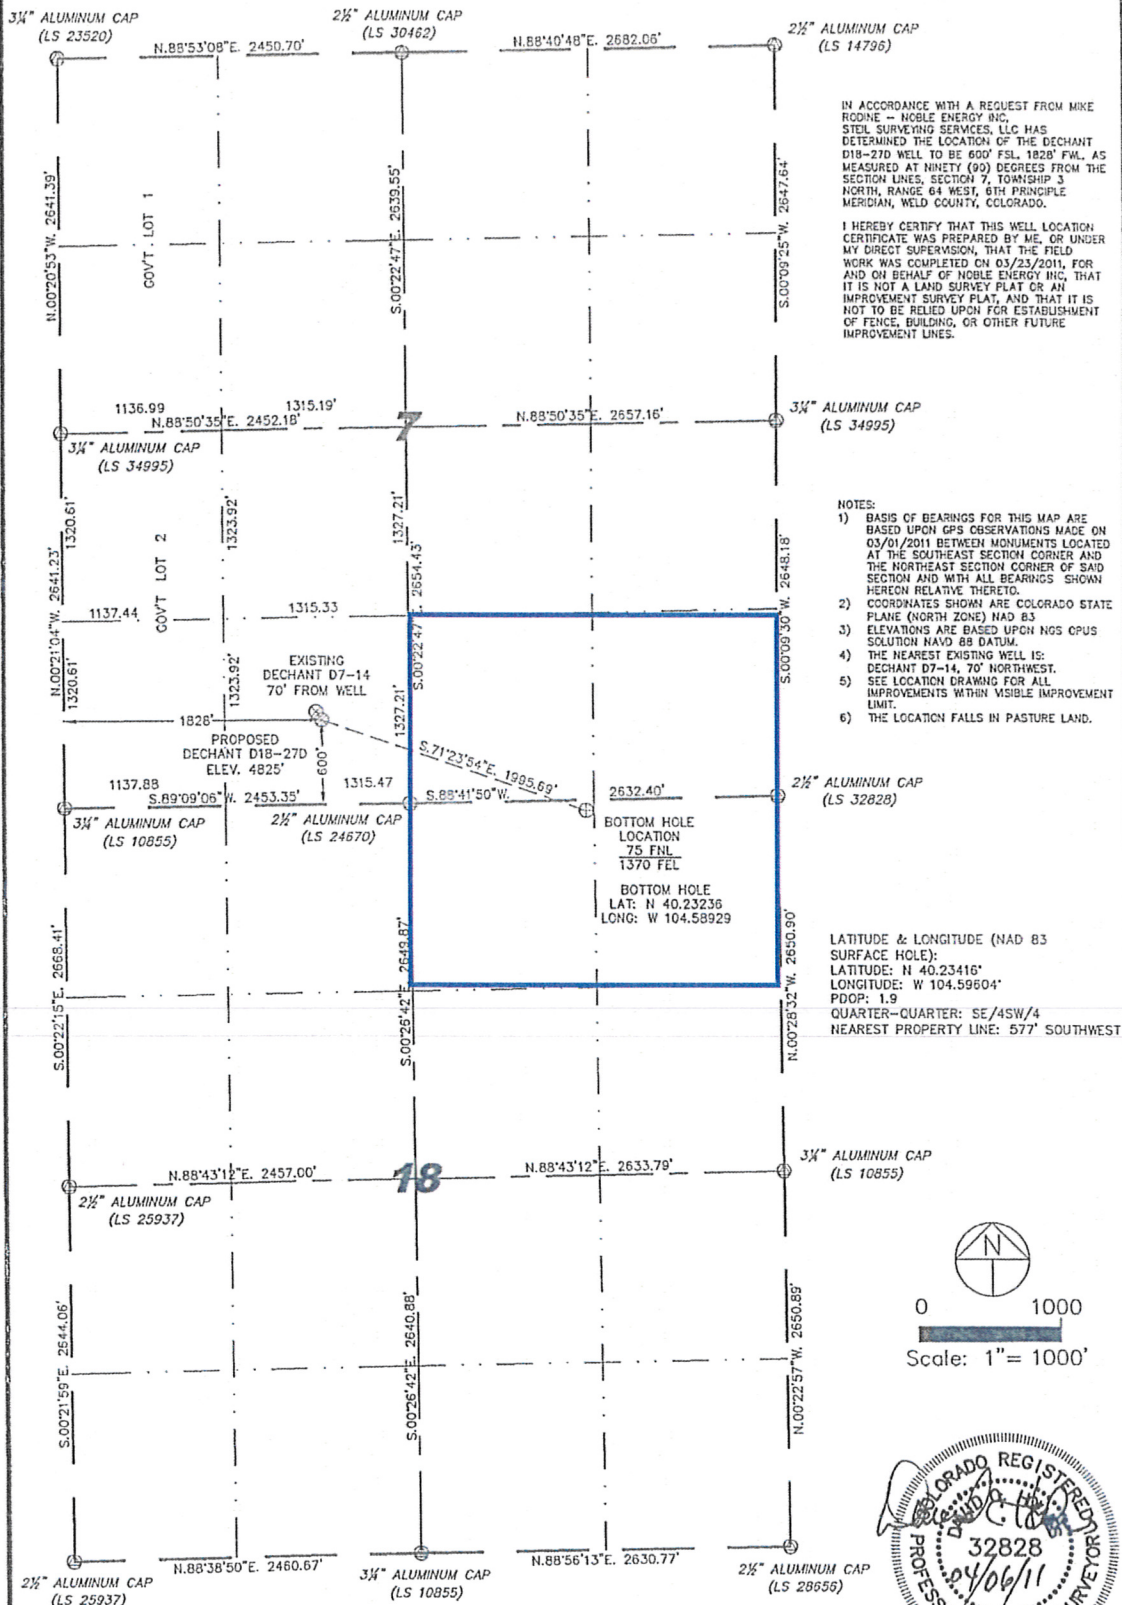 3¼" ALUMINUM CAP
(LS 23520)
2½" ALUMINUM CAP
(LS 30462)
2½" ALUMINUM CAP
(LS 14796)
N.88°53'08"E. 2450.70'
N.88°40'48"E. 2682.06'
IN ACCORDANCE WITH A REQUEST FROM MIKE
RODINE - NOBLE ENERGY INC,
STEIL SURVEYING SERVICES, LLC HAS
DETERMINED THE LOCATION OF THE DECHANT
D18-27D WELL TO BE 600' FSL, 1828' FWL, AS
MEASURED AT NINETY (90) DEGREES FROM THE
SECTION LINES, SECTION 7, TOWNSHIP 3
NORTH, RANGE 64 WEST, 6TH PRINCIPLE
MERIDIAN, WELD COUNTY, COLORADO.
I HEREBY CERTIFY THAT THIS WELL LOCATION
CERTIFICATE WAS PREPARED BY ME, OR UNDER
MY DIRECT SUPERVISION, THAT THE FIELD
WORK WAS COMPLETED ON 03/23/2011, FOR
AND ON BEHALF OF NOBLE ENERGY INC, THAT
IT IS NOT A LAND SURVEY PLAT OR AN
IMPROVEMENT SURVEY PLAT, AND THAT IT IS
NOT TO BE RELIED UPON FOR ESTABLISHMENT
OF FENCE, BUILDING, OR OTHER FUTURE
IMPROVEMENT LINES.
N.00°20'53"W. 2641.39'
GOV'T. LOT 1
S.00°22'47"E. 2639.55'
S.00°09'25"W. 2647.64'
1136.99
1315.19'
N.88°50'35"E. 2452.18'
7
N.88°50'35"E. 2657.16'
3¼" ALUMINUM CAP
(LS 34995)
3¼" ALUMINUM CAP
(LS 34995)
N.00°21'04"W. 2641.23'
1320.61'
1320.61'
GOV'T LOT 2
1323.92'
1323.92'
1327.21'
1327.21'
S.00°22'47"E. 2654.43'
S.00°09'30"W. 2648.18'
NOTES:
1) BASIS OF BEARINGS FOR THIS MAP ARE
BASED UPON GPS OBSERVATIONS MADE ON
03/01/2011 BETWEEN MONUMENTS LOCATED
AT THE SOUTHEAST SECTION CORNER AND
THE NORTHEAST SECTION CORNER OF SAID
SECTION AND WITH ALL BEARINGS SHOWN
HEREON RELATIVE THERETO.
2) COORDINATES SHOWN ARE COLORADO STATE
PLANE (NORTH ZONE) NAD 83
3) ELEVATIONS ARE BASED UPON NGS OPUS
SOLUTION NAVD 88 DATUM.
4) THE NEAREST EXISTING WELL IS:
DECHANT D7-14, 70' NORTHWEST.
5) SEE LOCATION DRAWING FOR ALL
IMPROVEMENTS WITHIN VISIBLE IMPROVEMENT
LIMIT.
6) THE LOCATION FALLS IN PASTURE LAND.
1137.44
1315.33
EXISTING
DECHANT D7-14
70' FROM WELL
1828'
PROPOSED
DECHANT D18-27D
ELEV. 4825'
600'
S.71°23'54"E. 1995.69'
1137.88
1315.47
S.89°09'06"W. 2453.35'
S.88°41'50"W.
2632.40'
3¼" ALUMINUM CAP
(LS 10855)
2½" ALUMINUM CAP
(LS 24670)
2½" ALUMINUM CAP
(LS 32828)
BOTTOM HOLE
LOCATION
75 FNL
1370 FEL
BOTTOM HOLE
LAT: N 40.23236
LONG: W 104.58929
S.00°22'15"E. 2668.41'
S.00°26'42"E 2649.87'
N.00°28'32"W. 2650.90'
LATITUDE & LONGITUDE (NAD 83
SURFACE HOLE):
LATITUDE: N 40.23416°
LONGITUDE: W 104.59604°
PDOP: 1.9
QUARTER-QUARTER: SE/4SW/4
NEAREST PROPERTY LINE: 577' SOUTHWEST
N.88°43'12"E. 2457.00'
18
N.88°43'12"E. 2633.79'
2½" ALUMINUM CAP
(LS 25937)
3¼" ALUMINUM CAP
(LS 10855)
S.00°21'59"E. 2644.06'
S.00°26'42"E. 2640.88'
N.00°22'57"W. 2650.89'
N
0 1000
Scale: 1"= 1000'
COLORADO REGISTERED
32828
04/06/11
N.88°38'50"E. 2460.67'
N.88°56'13"E. 2630.77'
2½" ALUMINUM CAP
(LS 25937)
3¼" ALUMINUM CAP
(LS 10855)
2½" ALUMINUM CAP
(LS 28656)